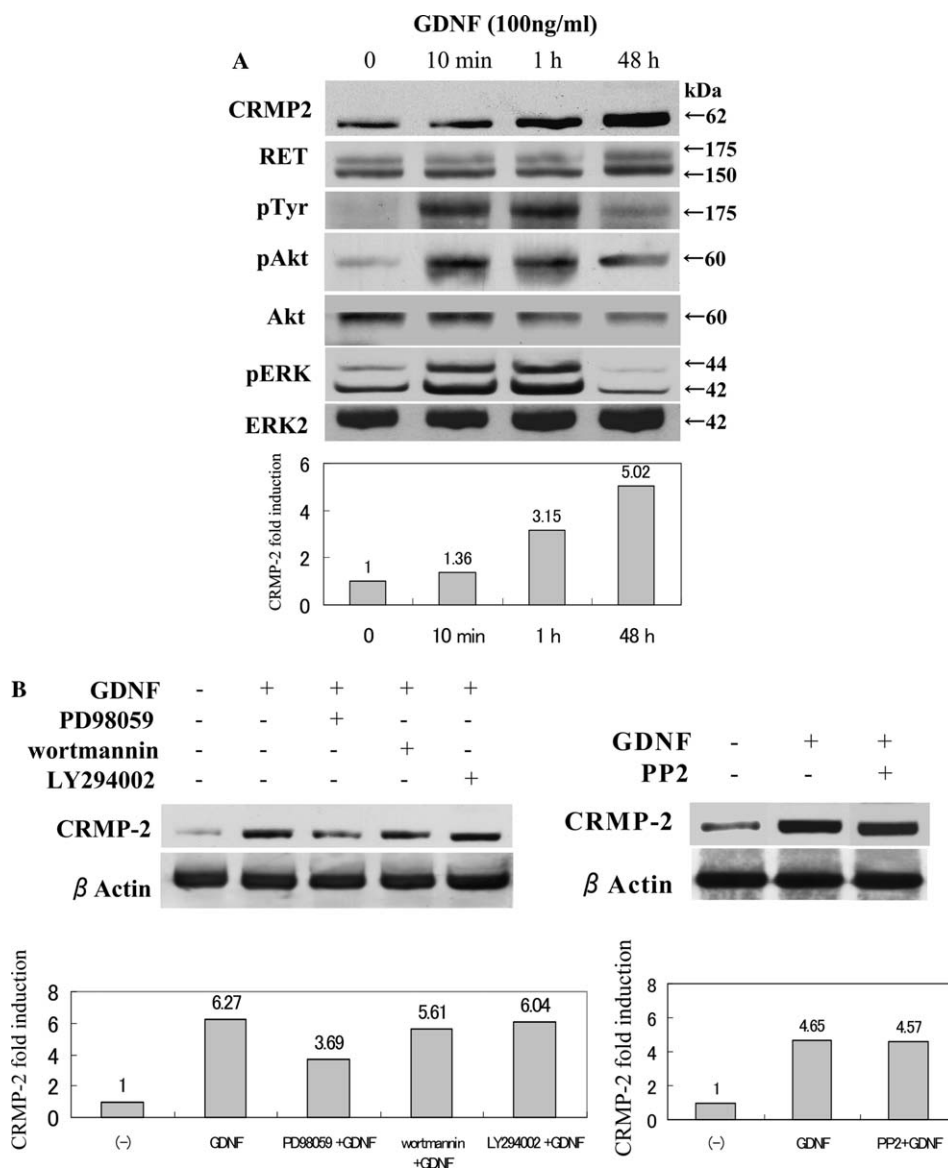 GDNF (100ng/ml)
A 0 10 min 1 h 48 h
kDa
CRMP2 ←62
RET ←175
←150
pTyr ←175
pAkt ←60
Akt ←60
pERK ←44
←42
ERK2 ←42
CRMP-2 fold induction
6
4
2
0
1 1.36 3.15 5.02
0 10 min 1 h 48 h
B GDNF - + + + +
PD98059 - - + - -
wortmannin - - - + -
LY294002 - - - - +
CRMP-2
β Actin
GDNF - + +
PP2 - - +
CRMP-2
β Actin
CRMP-2 fold induction
8
6
4
2
0
1 6.27 3.69 5.61 6.04
(-) GDNF PD98059 +GDNF wortmannin LY294002 +GDNF
+GDNF
CRMP-2 fold induction
8
6
4
2
0
1 4.65 4.57
(-) GDNF PP2+GDNF